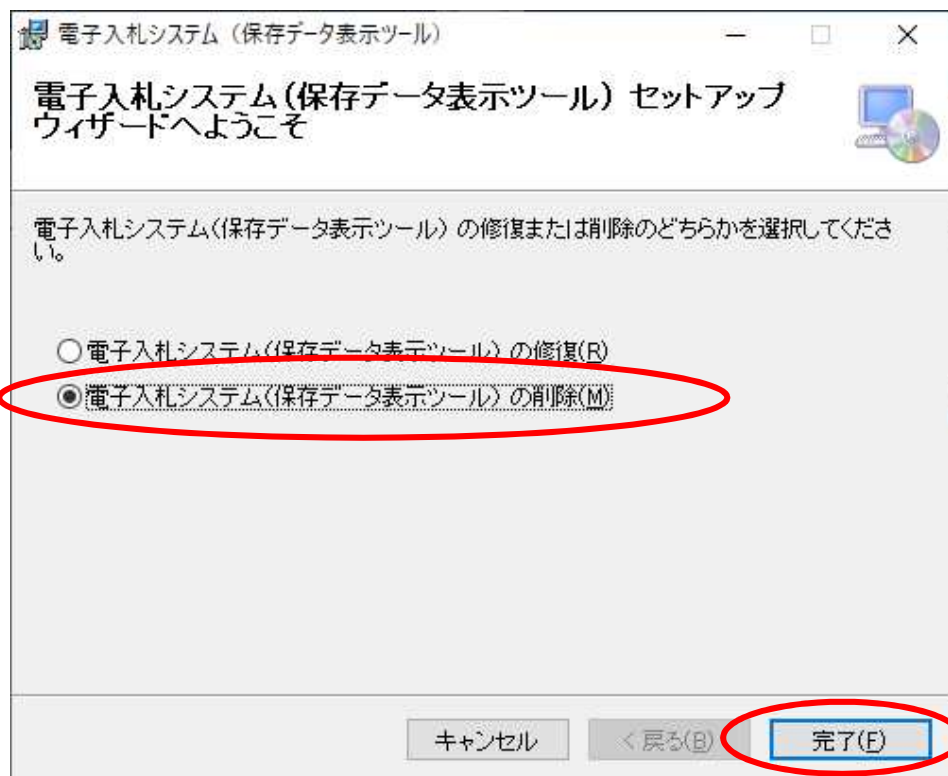 電子入札システム（保存データ表示ツール）
電子入札システム(保存データ表示ツール) セットアップ
ウィザードへようこそ
電子入札システム(保存データ表示ツール) の修復または削除のどちらかを選択してくださ
い。
電子入札システム(保存データ表示ツール) の修復(R)
電子入札システム(保存データ表示ツール) の削除(M)
キャンセル
< 戻る(B)
完了(F)